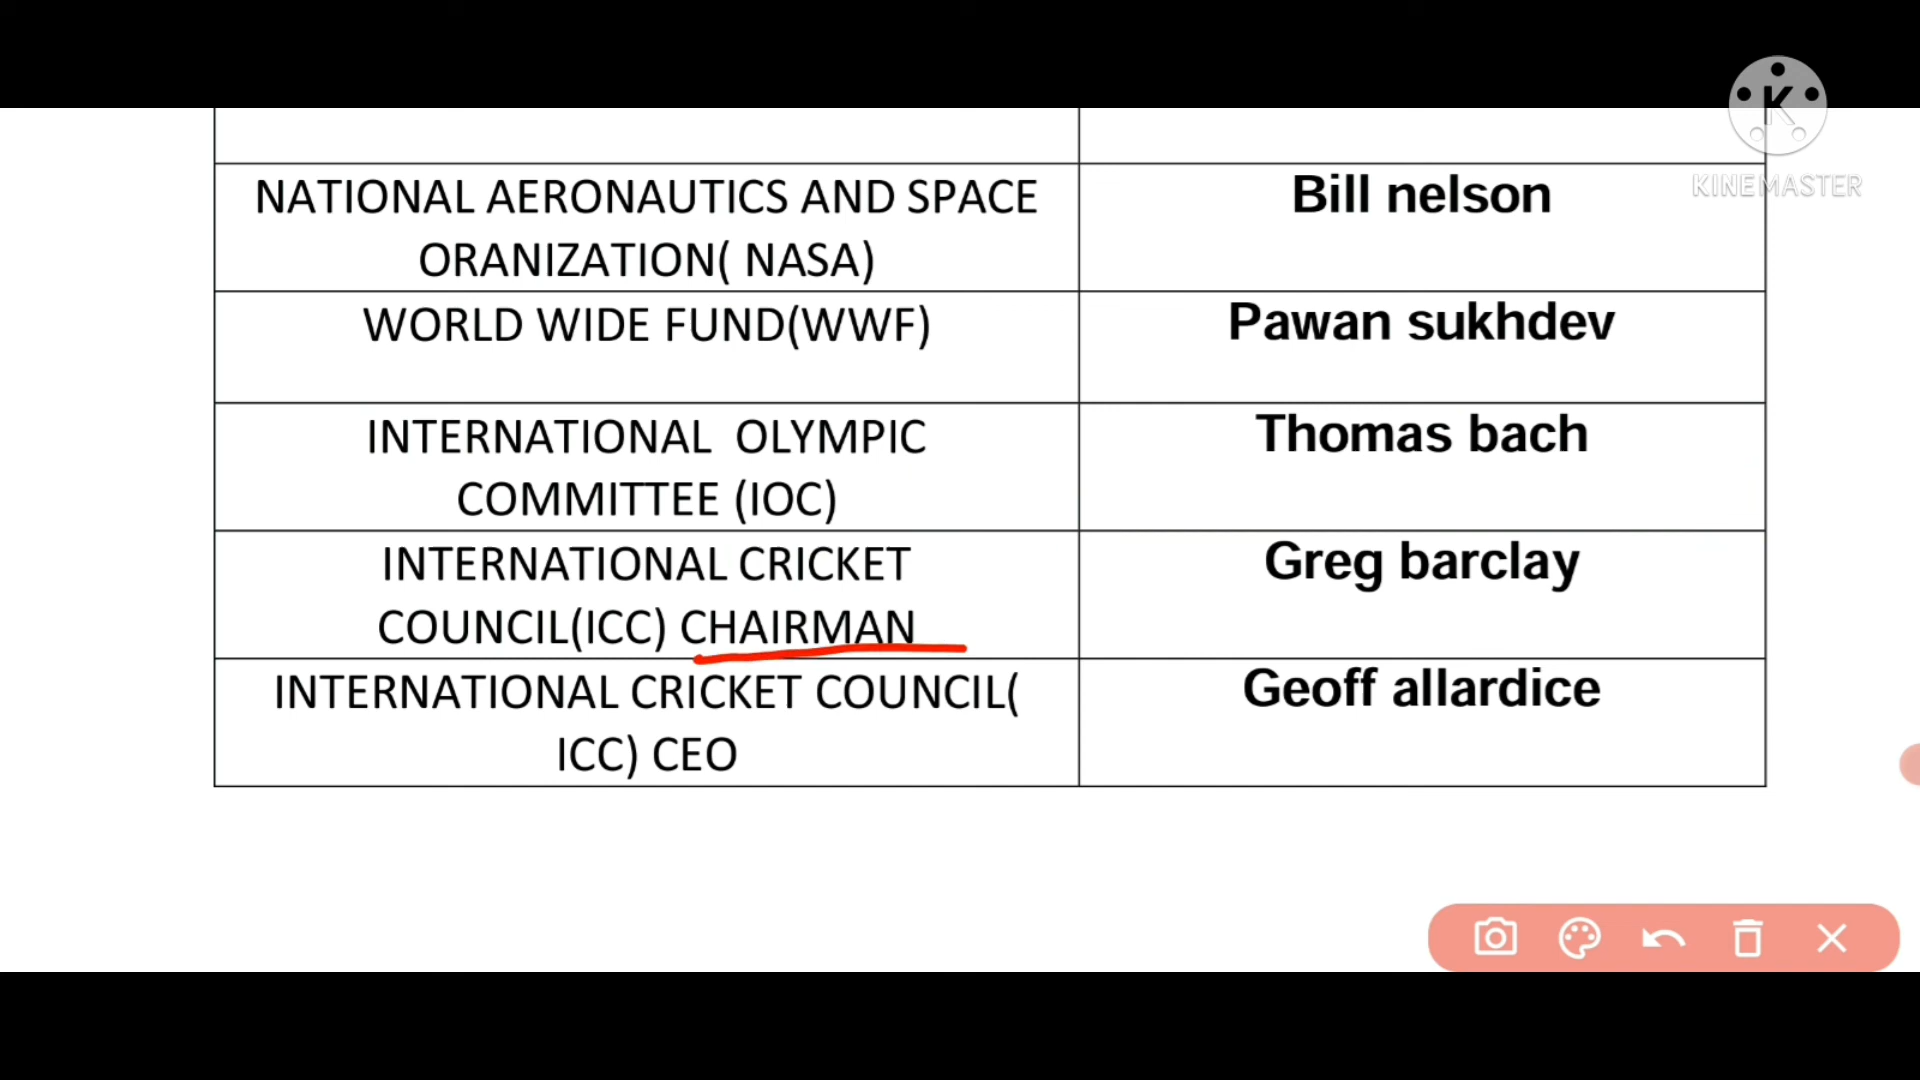 K
KINEMASTER
NATIONAL AERONAUTICS AND SPACE
ORANIZATION( NASA)
Bill nelson
WORLD WIDE FUND(WWF)
Pawan sukhdev
INTERNATIONAL OLYMPIC
COMMITTEE (IOC)
Thomas bach
INTERNATIONAL CRICKET
COUNCIL(ICC) CHAIRMAN
Greg barclay
INTERNATIONAL CRICKET COUNCIL(
ICC) CEO
Geoff allardice